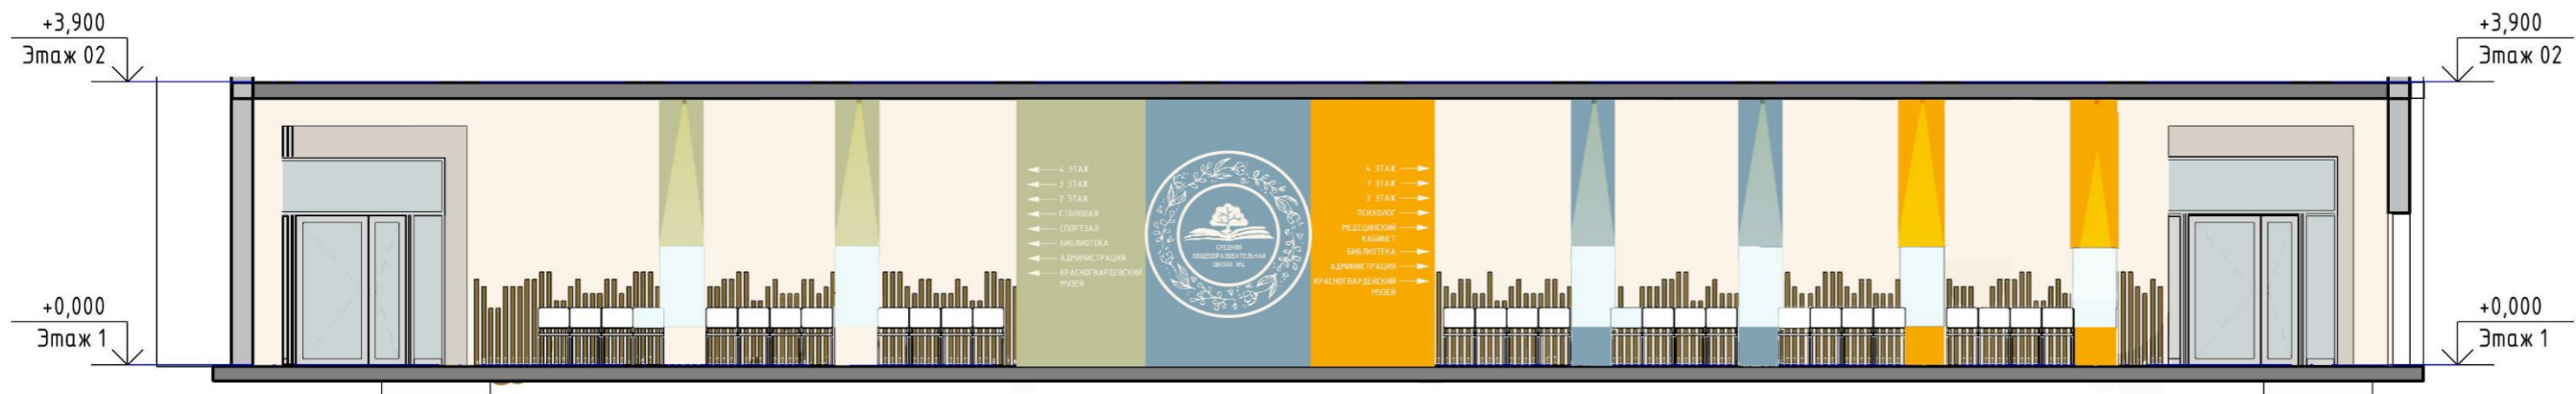 +3,900
Этаж 02
+3,900
Этаж 02
4 ЭТАЖ
3 ЭТАЖ
2 ЭТАЖ
СТОЛОВАЯ
СПОРТЗАЛ
БИБЛИОТЕКА
АДМИНИСТРАЦИЯ
КРАСНОГВАРДЕЙСКИЙ
МУЗЕЙ
СРЕДНЯЯ
ОБЩЕОБРАЗОВАТЕЛЬНАЯ
ШКОЛА
4 ЭТАЖ
3 ЭТАЖ
2 ЭТАЖ
ПСИХОЛОГ
МЕДЕЦИНСКИЙ
КАБИНЕТ
БИБЛИОТЕКА
АДМИНИСТРАЦИЯ
КРАСНОГВАРДЕЙСКИЙ
МУЗЕЙ
+0,000
Этаж 1
+0,000
Этаж 1